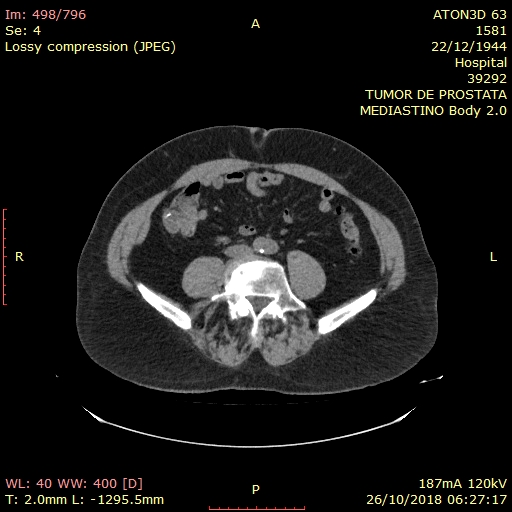 Im: 498/796
Se: 4
Lossy compression (JPEG)
A
ATON3D 63
1581
22/12/1944
Hospital
39292
TUMOR DE PROSTATA
MEDIASTINO Body 2.0
R
L
WL: 40 WW: 400 [D]
T: 2.0mm L: -1295.5mm
P
187mA 120kV
26/10/2018 06:27:17